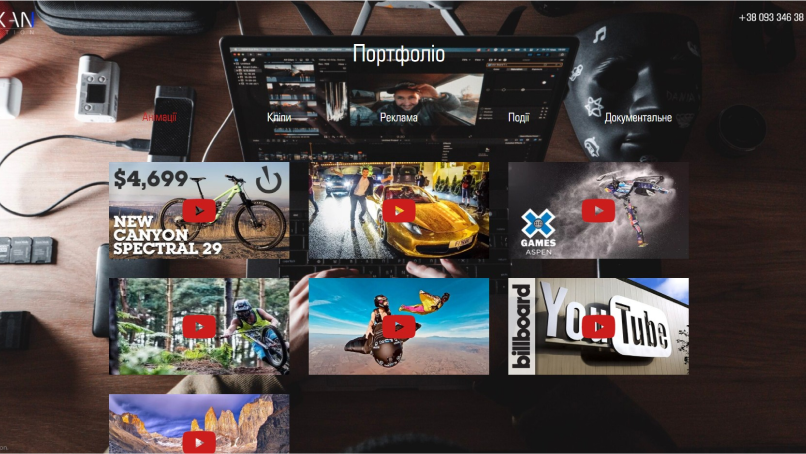 +38 093 346 38
Портфоліо
Анімації
Кліпи
Реклама
Події
Документальне
$4,699
NEW
CANYON
SPECTRAL 29
GAMES
ASPEN
billboard
YouTube